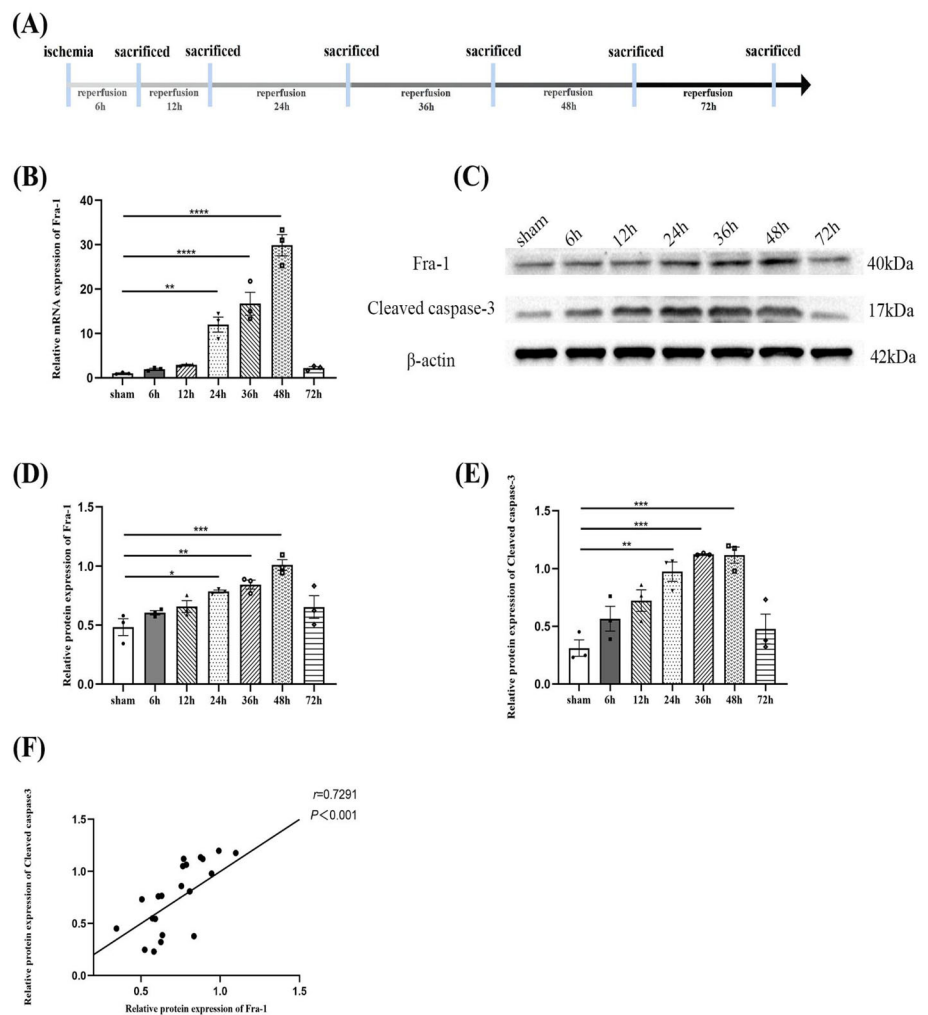 (A)
ischemia sacrificed sacrificed sacrificed sacrificed sacrificed sacrificed
reperfusion reperfusion reperfusion reperfusion reperfusion reperfusion
6h 12h 24h 36h 48h 72h
(B)
Relative mRNA expression of Fra-1
40
30
20
10
0
****
****
**
sham 6h 12h 24h 36h 48h 72h
(C)
sham 6h 12h 24h 36h 48h 72h
Fra-1 40kDa
Cleaved caspase-3 17kDa
β-actin 42kDa
(D)
Relative protein expression of Fra-1
1.5
1.0
0.5
0.0
***
**
*
sham 6h 12h 24h 36h 48h 72h
(E)
Relative protein expression of Cleaved caspase-3
1.5
1.0
0.5
0.0
***
***
**
sham 6h 12h 24h 36h 48h 72h
(F)
Relative protein expression of Cleaved caspase3
r=0.7291
P<0.001
1.5
1.0
0.5
0.0
0.5 1.0 1.5
Relative protein expression of Fra-1